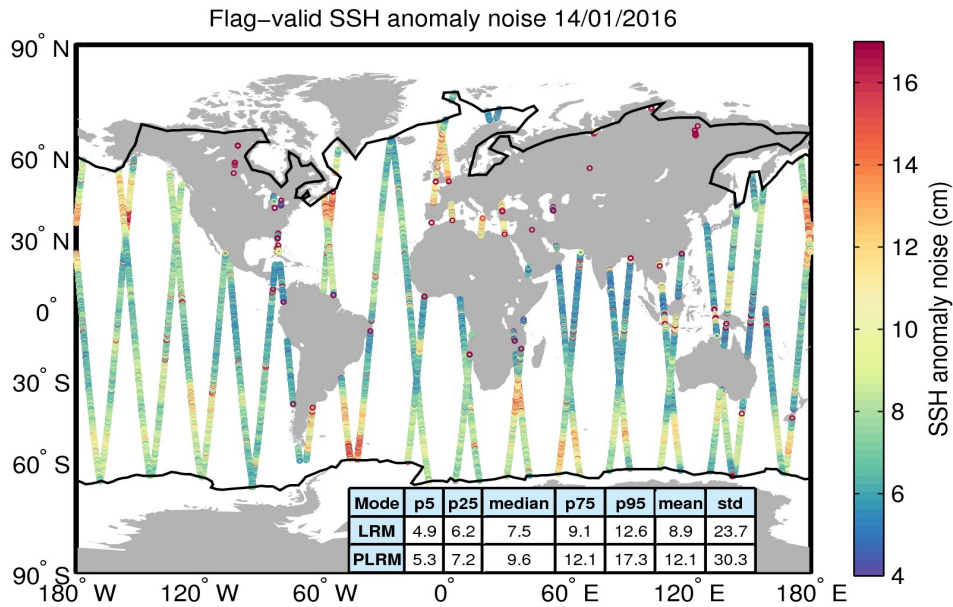 Flag−valid SSH anomaly noise 14/01/2016
90° N
60° N
30° N
0°
30° S
60° S
90° S
180° W
120° W
60° W
0°
60° E
120° E
180° E
Mode p5 p25 median p75 p95 mean std
LRM 4.9 6.2 7.5 9.1 12.6 8.9 23.7
PLRM 5.3 7.2 9.6 12.1 17.3 12.1 30.3
16
14
12
10
8
6
4
SSH anomaly noise (cm)